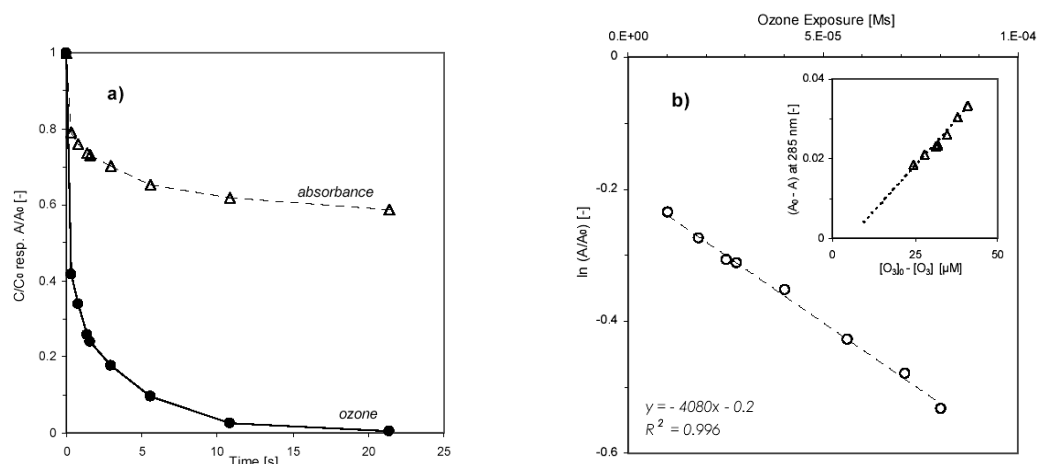 a)
C/C₀ resp. A/A₀ [-]
1
0.8
0.6
0.4
0.2
0
absorbance
ozone
0 5 10 15 20 25
Time [s]
Ozone Exposure [Ms]
0.E+00 5.E-05 1.E-04
b)
ln (A/A₀) [-]
0
-0.2
-0.4
-0.6
(A₀ - A) at 285 nm [-]
0.04
0.02
0
0 25 50
[O₃]₀ - [O₃] [µM]
y = - 4080x - 0.2
R² = 0.996